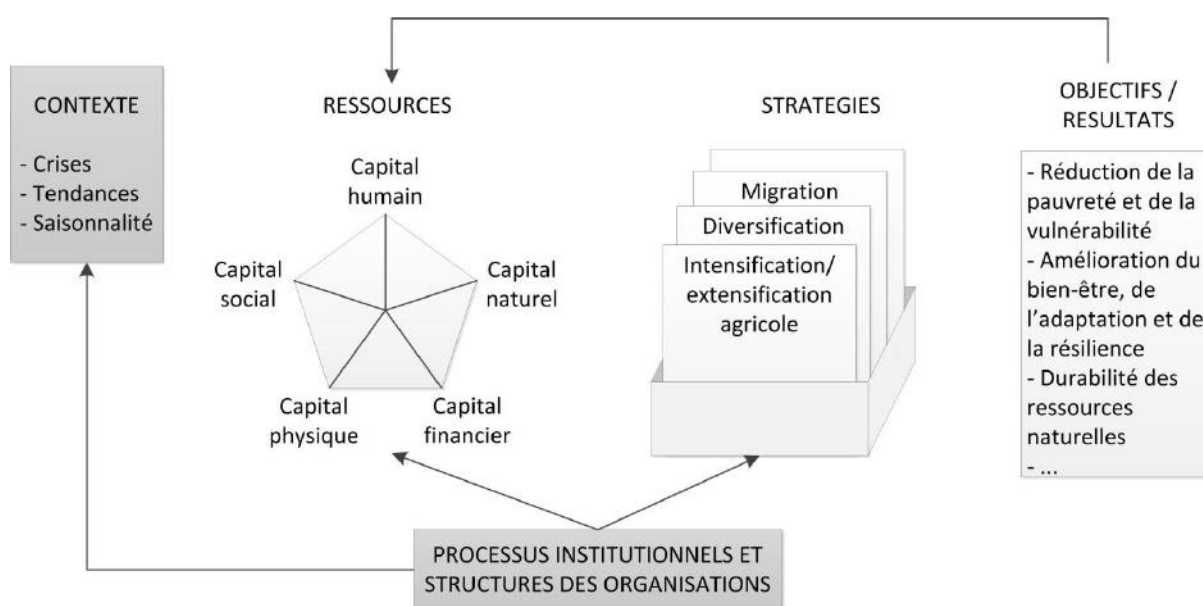 CONTEXTE
- Crises
- Tendances
- Saisonnalité
RESSOURCES
Capital
humain
Capital
social
Capital
naturel
Capital
physique
Capital
financier
STRATEGIES
Migration
Diversification
Intensification/
extensification
agricole
OBJECTIFS /
RESULTATS
- Réduction de la
pauvreté et de la
vulnérabilité
- Amélioration du
bien-être, de
l’adaptation et de
la résilience
- Durabilité des
ressources
naturelles
- ...
PROCESSUS INSTITUTIONNELS ET
STRUCTURES DES ORGANISATIONS